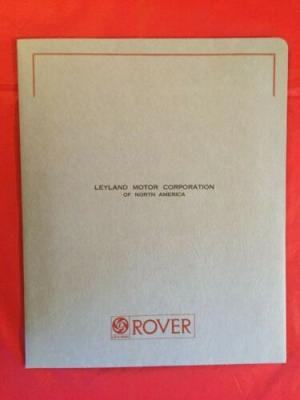 LEYLAND MOTOR CORPORATION
OF NORTH AMERICA
ROVER